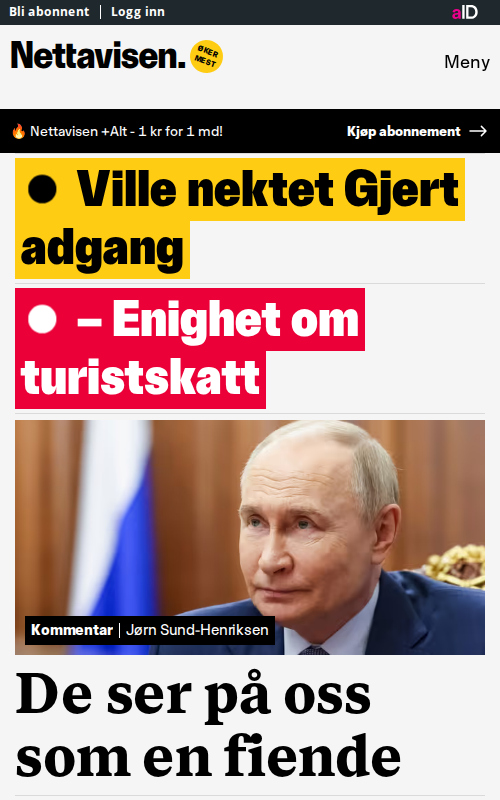 Bli abonnent | Logg inn
aID
Nettavisen.
ØKER
MEST
Meny
Nettavisen +Alt - 1 kr for 1 md!
Kjøp abonnement →
Ville nektet Gjert
adgang
– Enighet om
turistskatt
Kommentar | Jørn Sund-Henriksen
De ser på oss
som en fiende